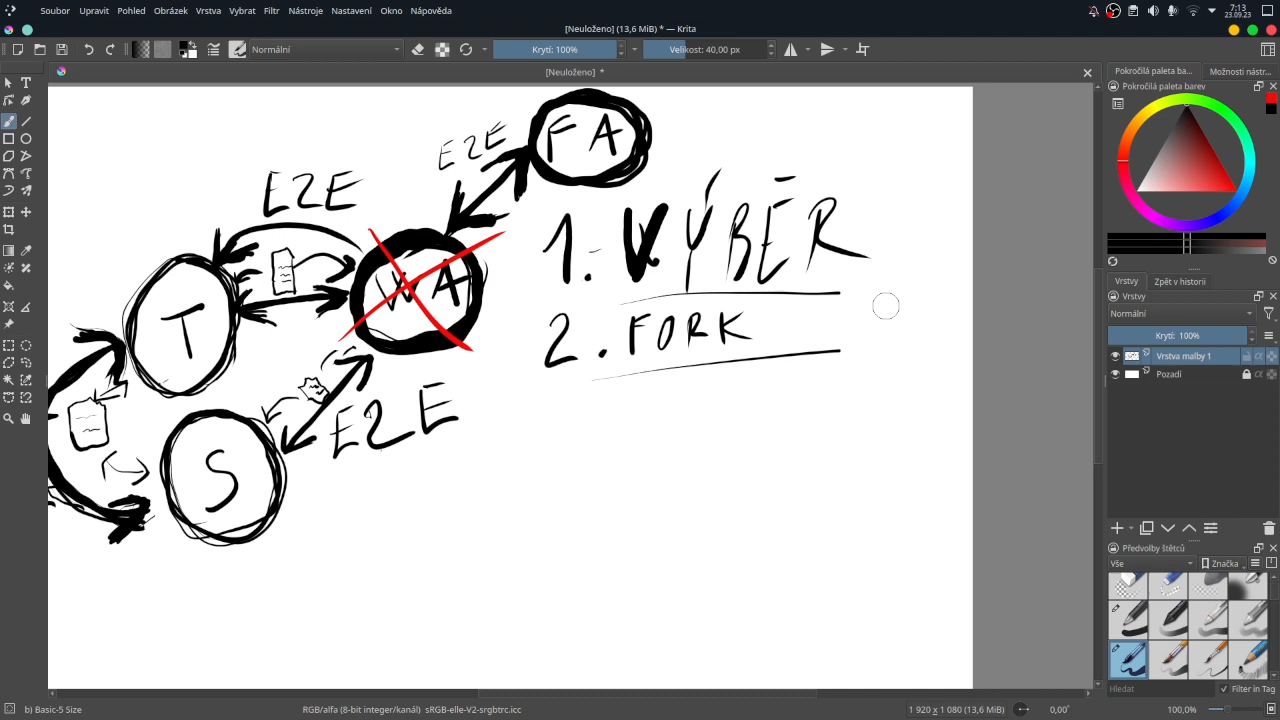 Soubor Upravit Pohled Obrázek Vrstva Vybrat Filtr Nástroje Nastavení Okno Nápověda
7:13
23.09.23
[Neuloženo] (13,6 MiB) * — Krita
Normální
Krytí: 100%
Velikost: 40,00 px
[Neuloženo] *
Pokročilá paleta ba...
Možnosti nástr...
Pokročilá paleta barev
FA
E2E
E2E
1. VÝBĚR
WA
T
2. FORK
E2E
S
Vrstvy
Zpět v historii
Vrstvy
Normální
Krytí: 100%
Vrstva malby 1
Pozadí
Předvolby štětců
Vše
Značka
Hledat
Filter in Tag
b) Basic-5 Size
RGB/alfa (8-bit integer/kanál) sRGB-elle-V2-srgbtrc.icc
1 920 x 1 080 (13,6 MiB)
0,00°
100,0%